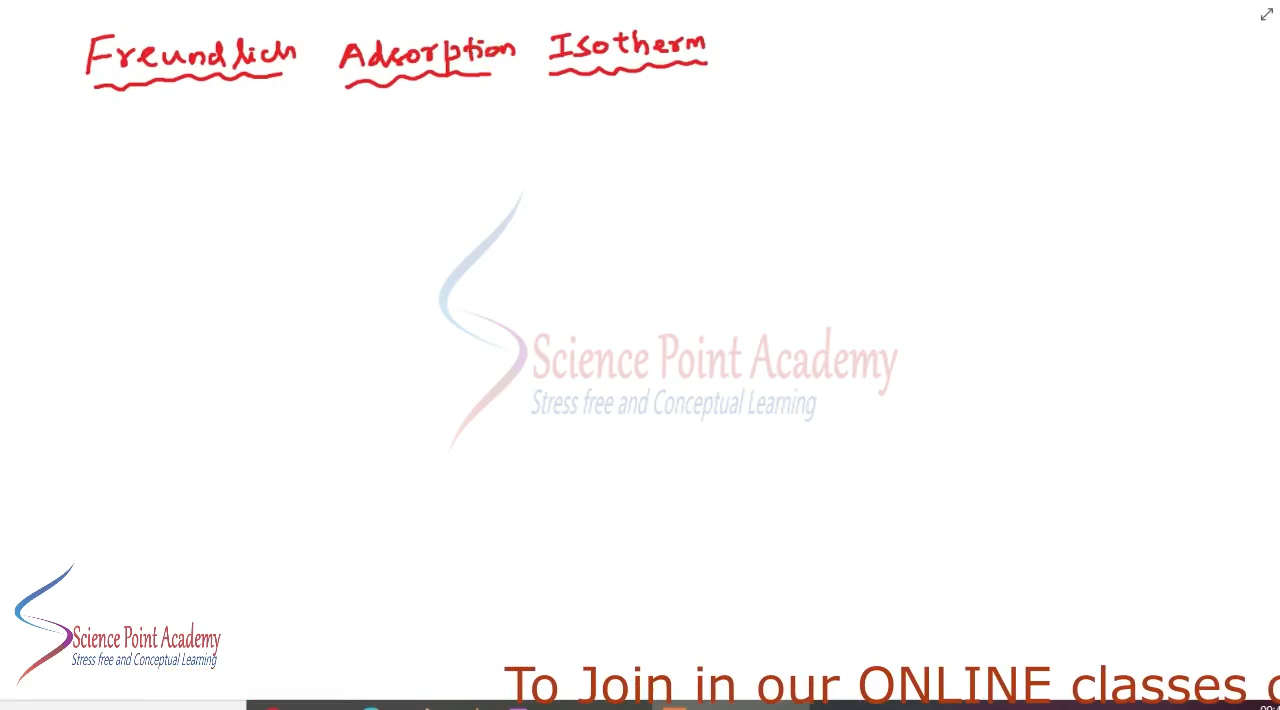 Freundlich Adsorption Isotherm
Science Point Academy
Stress free and Conceptual Learning
Science Point Academy
Stress free and Conceptual Learning
To Join in our ONLINE classes